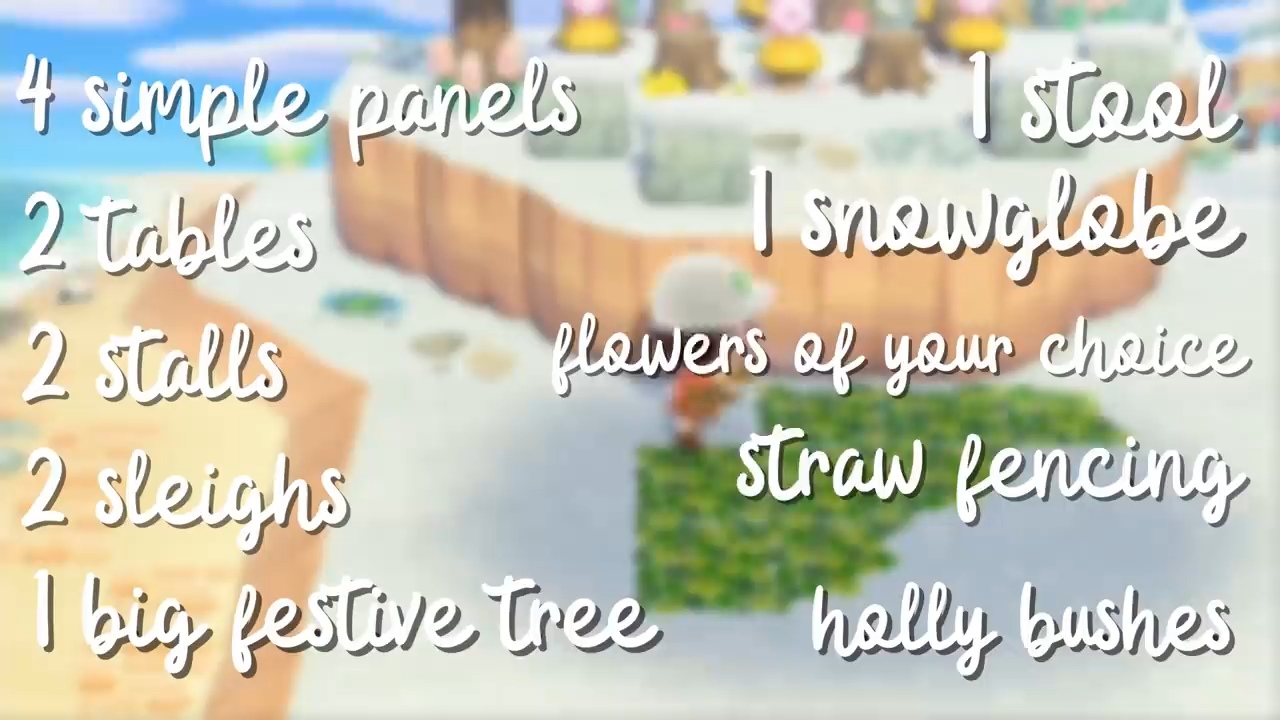 4 simple panels
2 tables
2 stalls
2 sleighs
1 big festive tree
1 stool
1 snowglobe
flowers of your choice
straw fencing
holly bushes